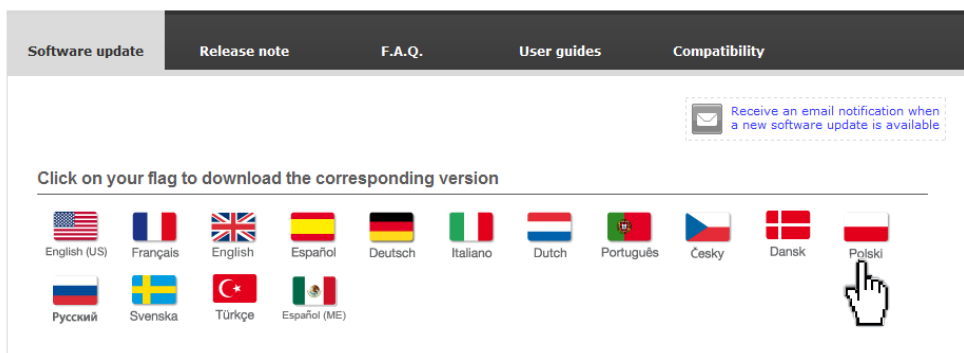 Software update Release note F.A.Q. User guides Compatibility
Receive an email notification when
a new software update is available
Click on your flag to download the corresponding version
English (US) Français English Español Deutsch Italiano Dutch Português Česky Dansk Polski
Русский Svenska Türkçe Español (ME)